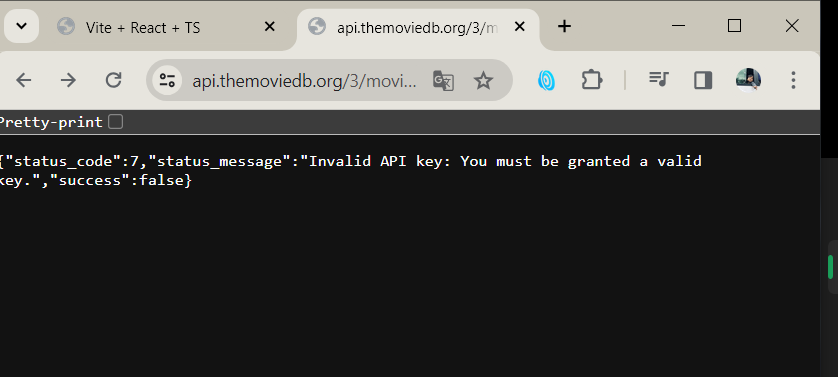 Vite + React + TS
api.themoviedb.org/3/m
api.themoviedb.org/3/movi...
Pretty-print
{"status_code":7,"status_message":"Invalid API key: You must be granted a valid
key.","success":false}